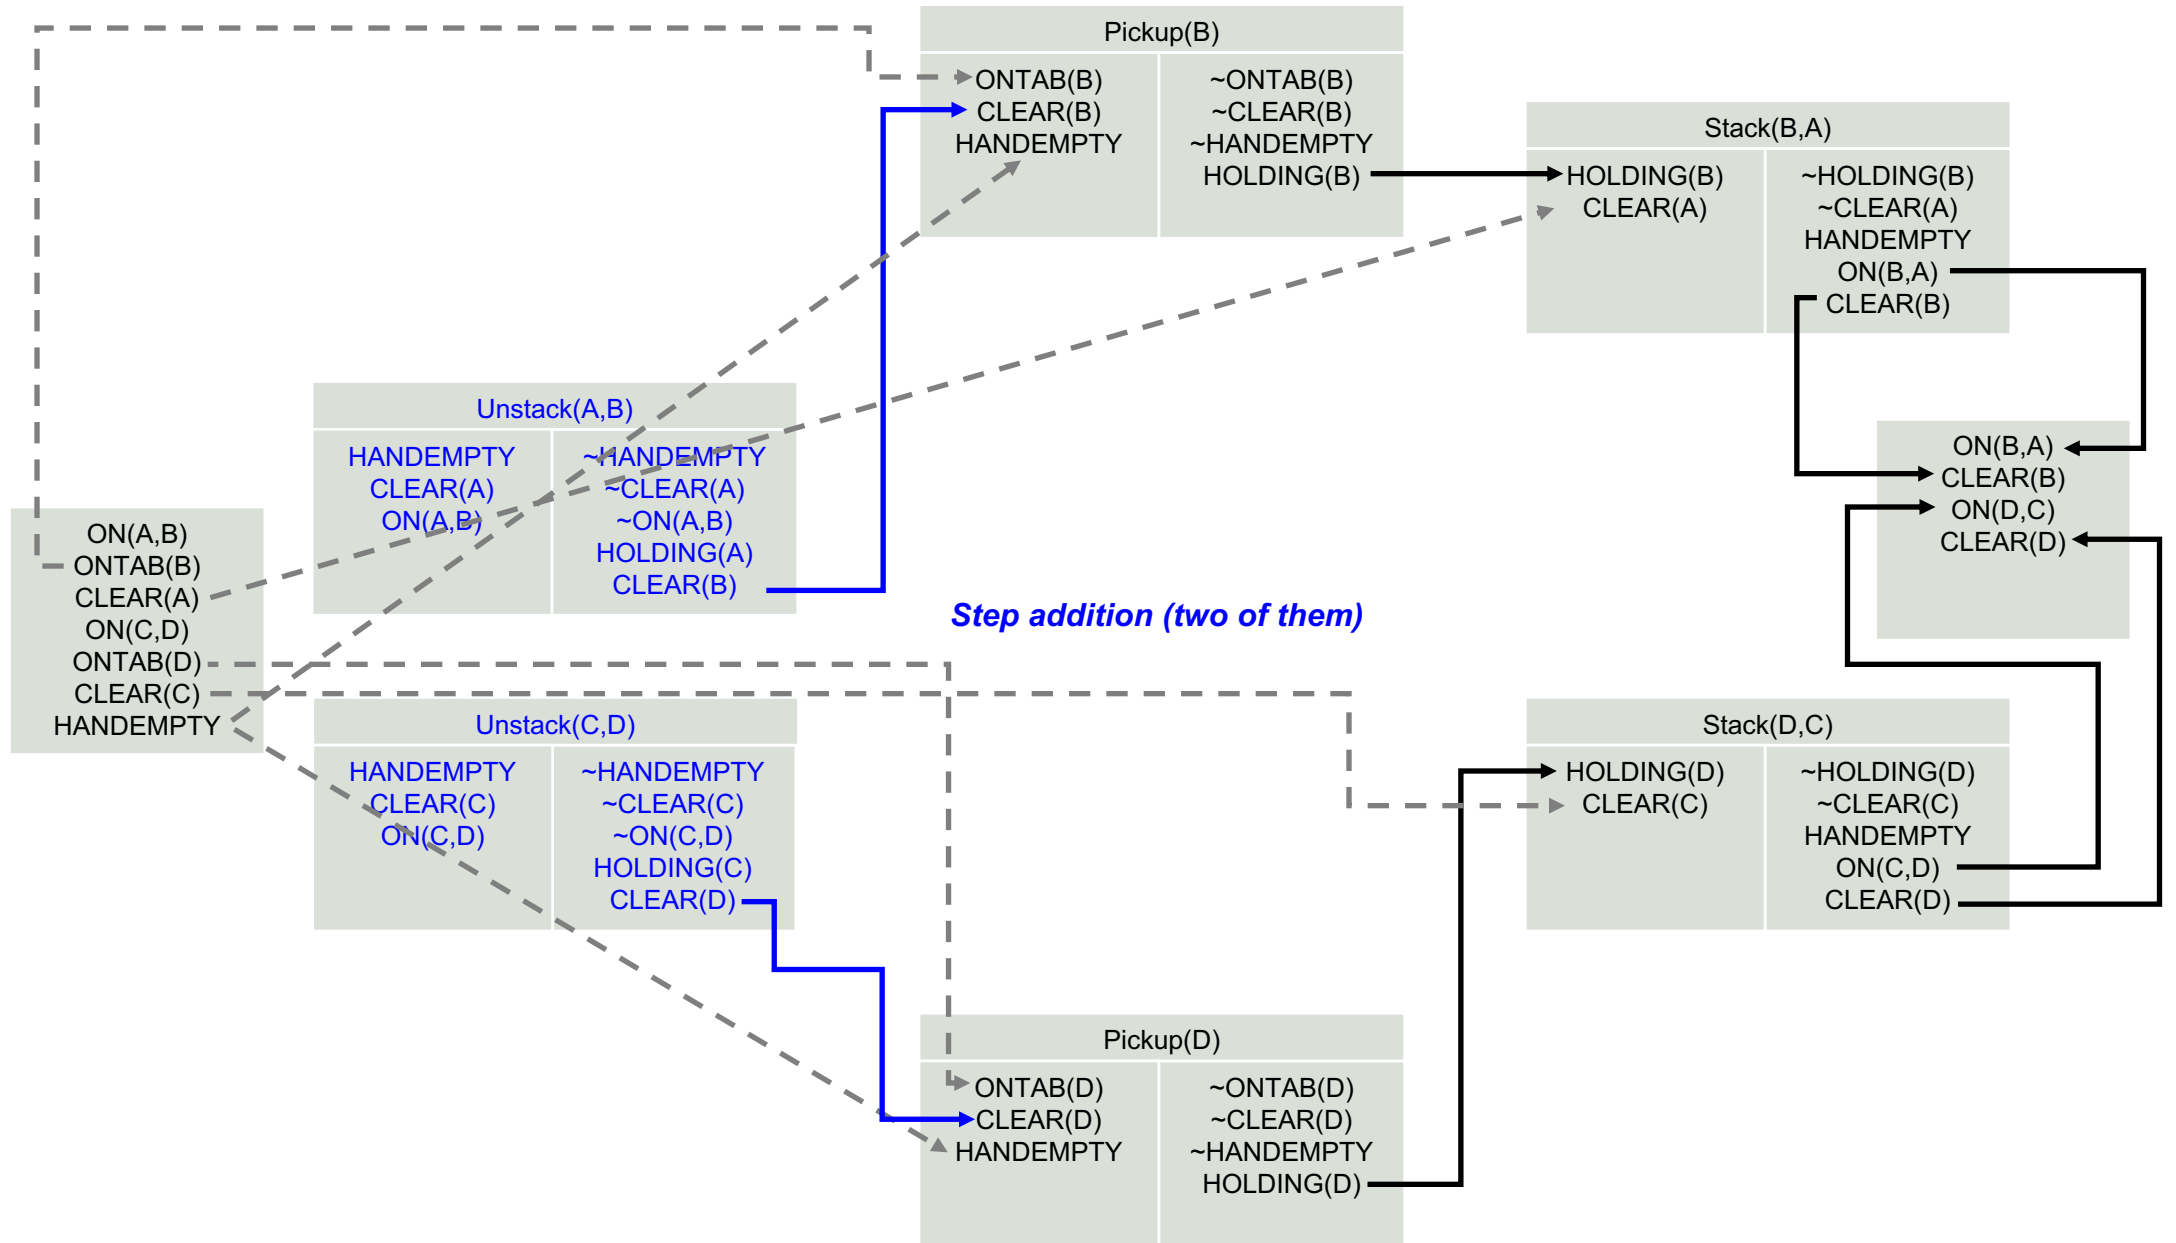 Pickup(B)
ONTAB(B)
CLEAR(B)
HANDEMPTY
~ONTAB(B)
~CLEAR(B)
~HANDEMPTY
HOLDING(B)
Stack(B,A)
HOLDING(B)
CLEAR(A)
~HOLDING(B)
~CLEAR(A)
HANDEMPTY
ON(B,A)
CLEAR(B)
Unstack(A,B)
HANDEMPTY
CLEAR(A)
ON(A,B)
~HANDEMPTY
~CLEAR(A)
~ON(A,B)
HOLDING(A)
CLEAR(B)
ON(B,A)
CLEAR(B)
ON(D,C)
CLEAR(D)
ON(A,B)
ONTAB(B)
CLEAR(A)
ON(C,D)
ONTAB(D)
CLEAR(C)
HANDEMPTY
Step addition (two of them)
Unstack(C,D)
HANDEMPTY
CLEAR(C)
ON(C,D)
~HANDEMPTY
~CLEAR(C)
~ON(C,D)
HOLDING(C)
CLEAR(D)
Stack(D,C)
HOLDING(D)
CLEAR(C)
~HOLDING(D)
~CLEAR(C)
HANDEMPTY
ON(C,D)
CLEAR(D)
Pickup(D)
ONTAB(D)
CLEAR(D)
HANDEMPTY
~ONTAB(D)
~CLEAR(D)
~HANDEMPTY
HOLDING(D)